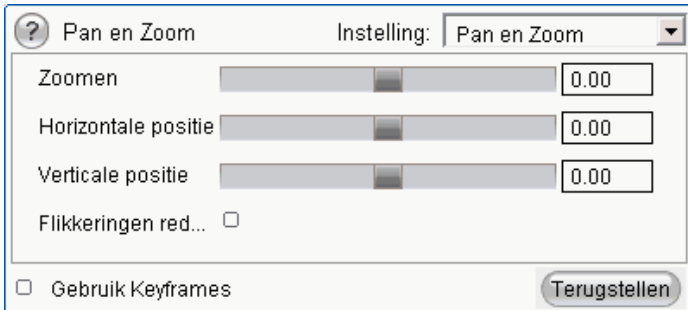 ? Pan en Zoom Instelling: Pan en Zoom
Zoomen 0.00
Horizontale positie 0.00
Verticale positie 0.00
Flikkeringen red...
Gebruik Keyframes Terugstellen